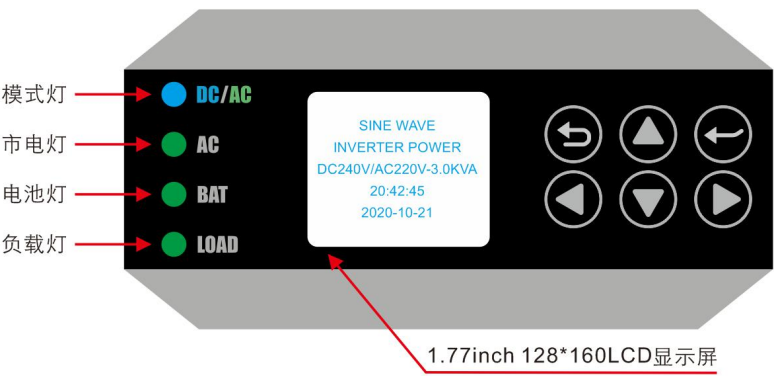 模式灯
DC/AC
市电灯
AC
电池灯
BAT
负载灯
LOAD
SINE WAVE
INVERTER POWER
DC240V/AC220V-3.0KVA
20:42:45
2020-10-21
1.77inch 128*160LCD显示屏